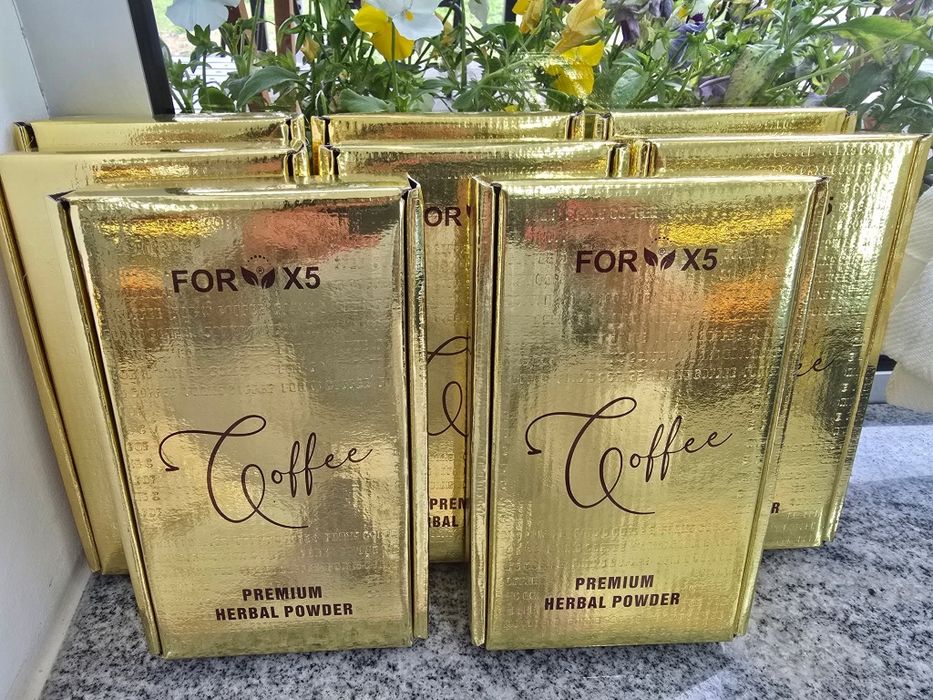 FOR X5
Coffee
PREMIUM
HERBAL POWDER
FOR X5
Coffee
PREMIUM
HERBAL POWDER